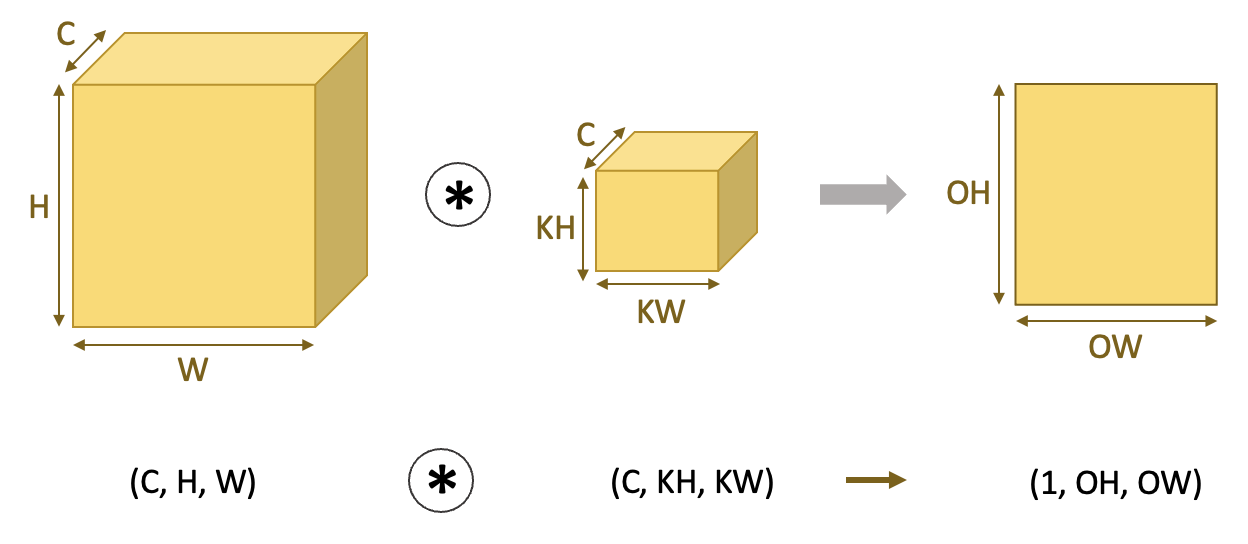 C
H
W
*
C
KH
KW
OH
OW
(C, H, W)
*
(C, KH, KW)
(1, OH, OW)